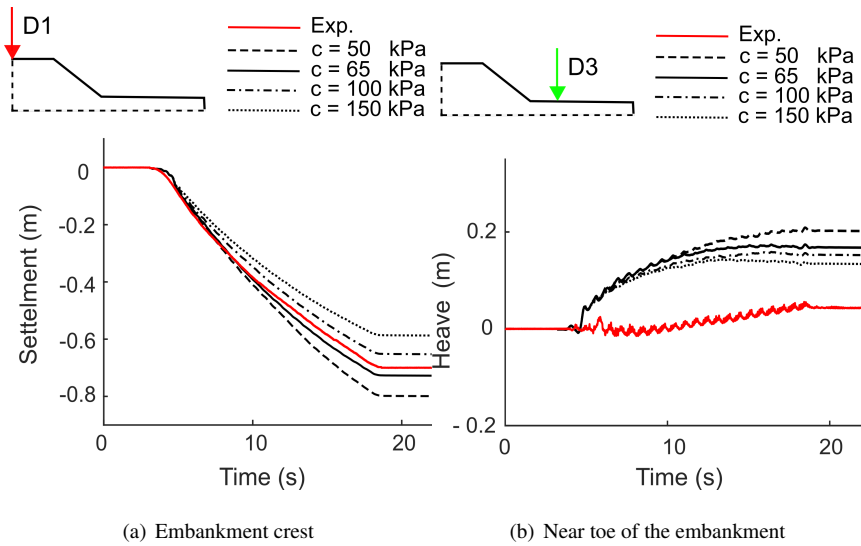 D1
Exp.
c = 50 kPa
c = 65 kPa
c = 100 kPa
c = 150 kPa
0
-0.2
-0.4
-0.6
-0.8
Settelment (m)
0
10
20
Time (s)
(a) Embankment crest
D3
Exp.
c = 50 kPa
c = 65 kPa
c = 100 kPa
c = 150 kPa
0.2
0
- 0.2
Heave (m)
0
10
20
Time (s)
(b) Near toe of the embankment